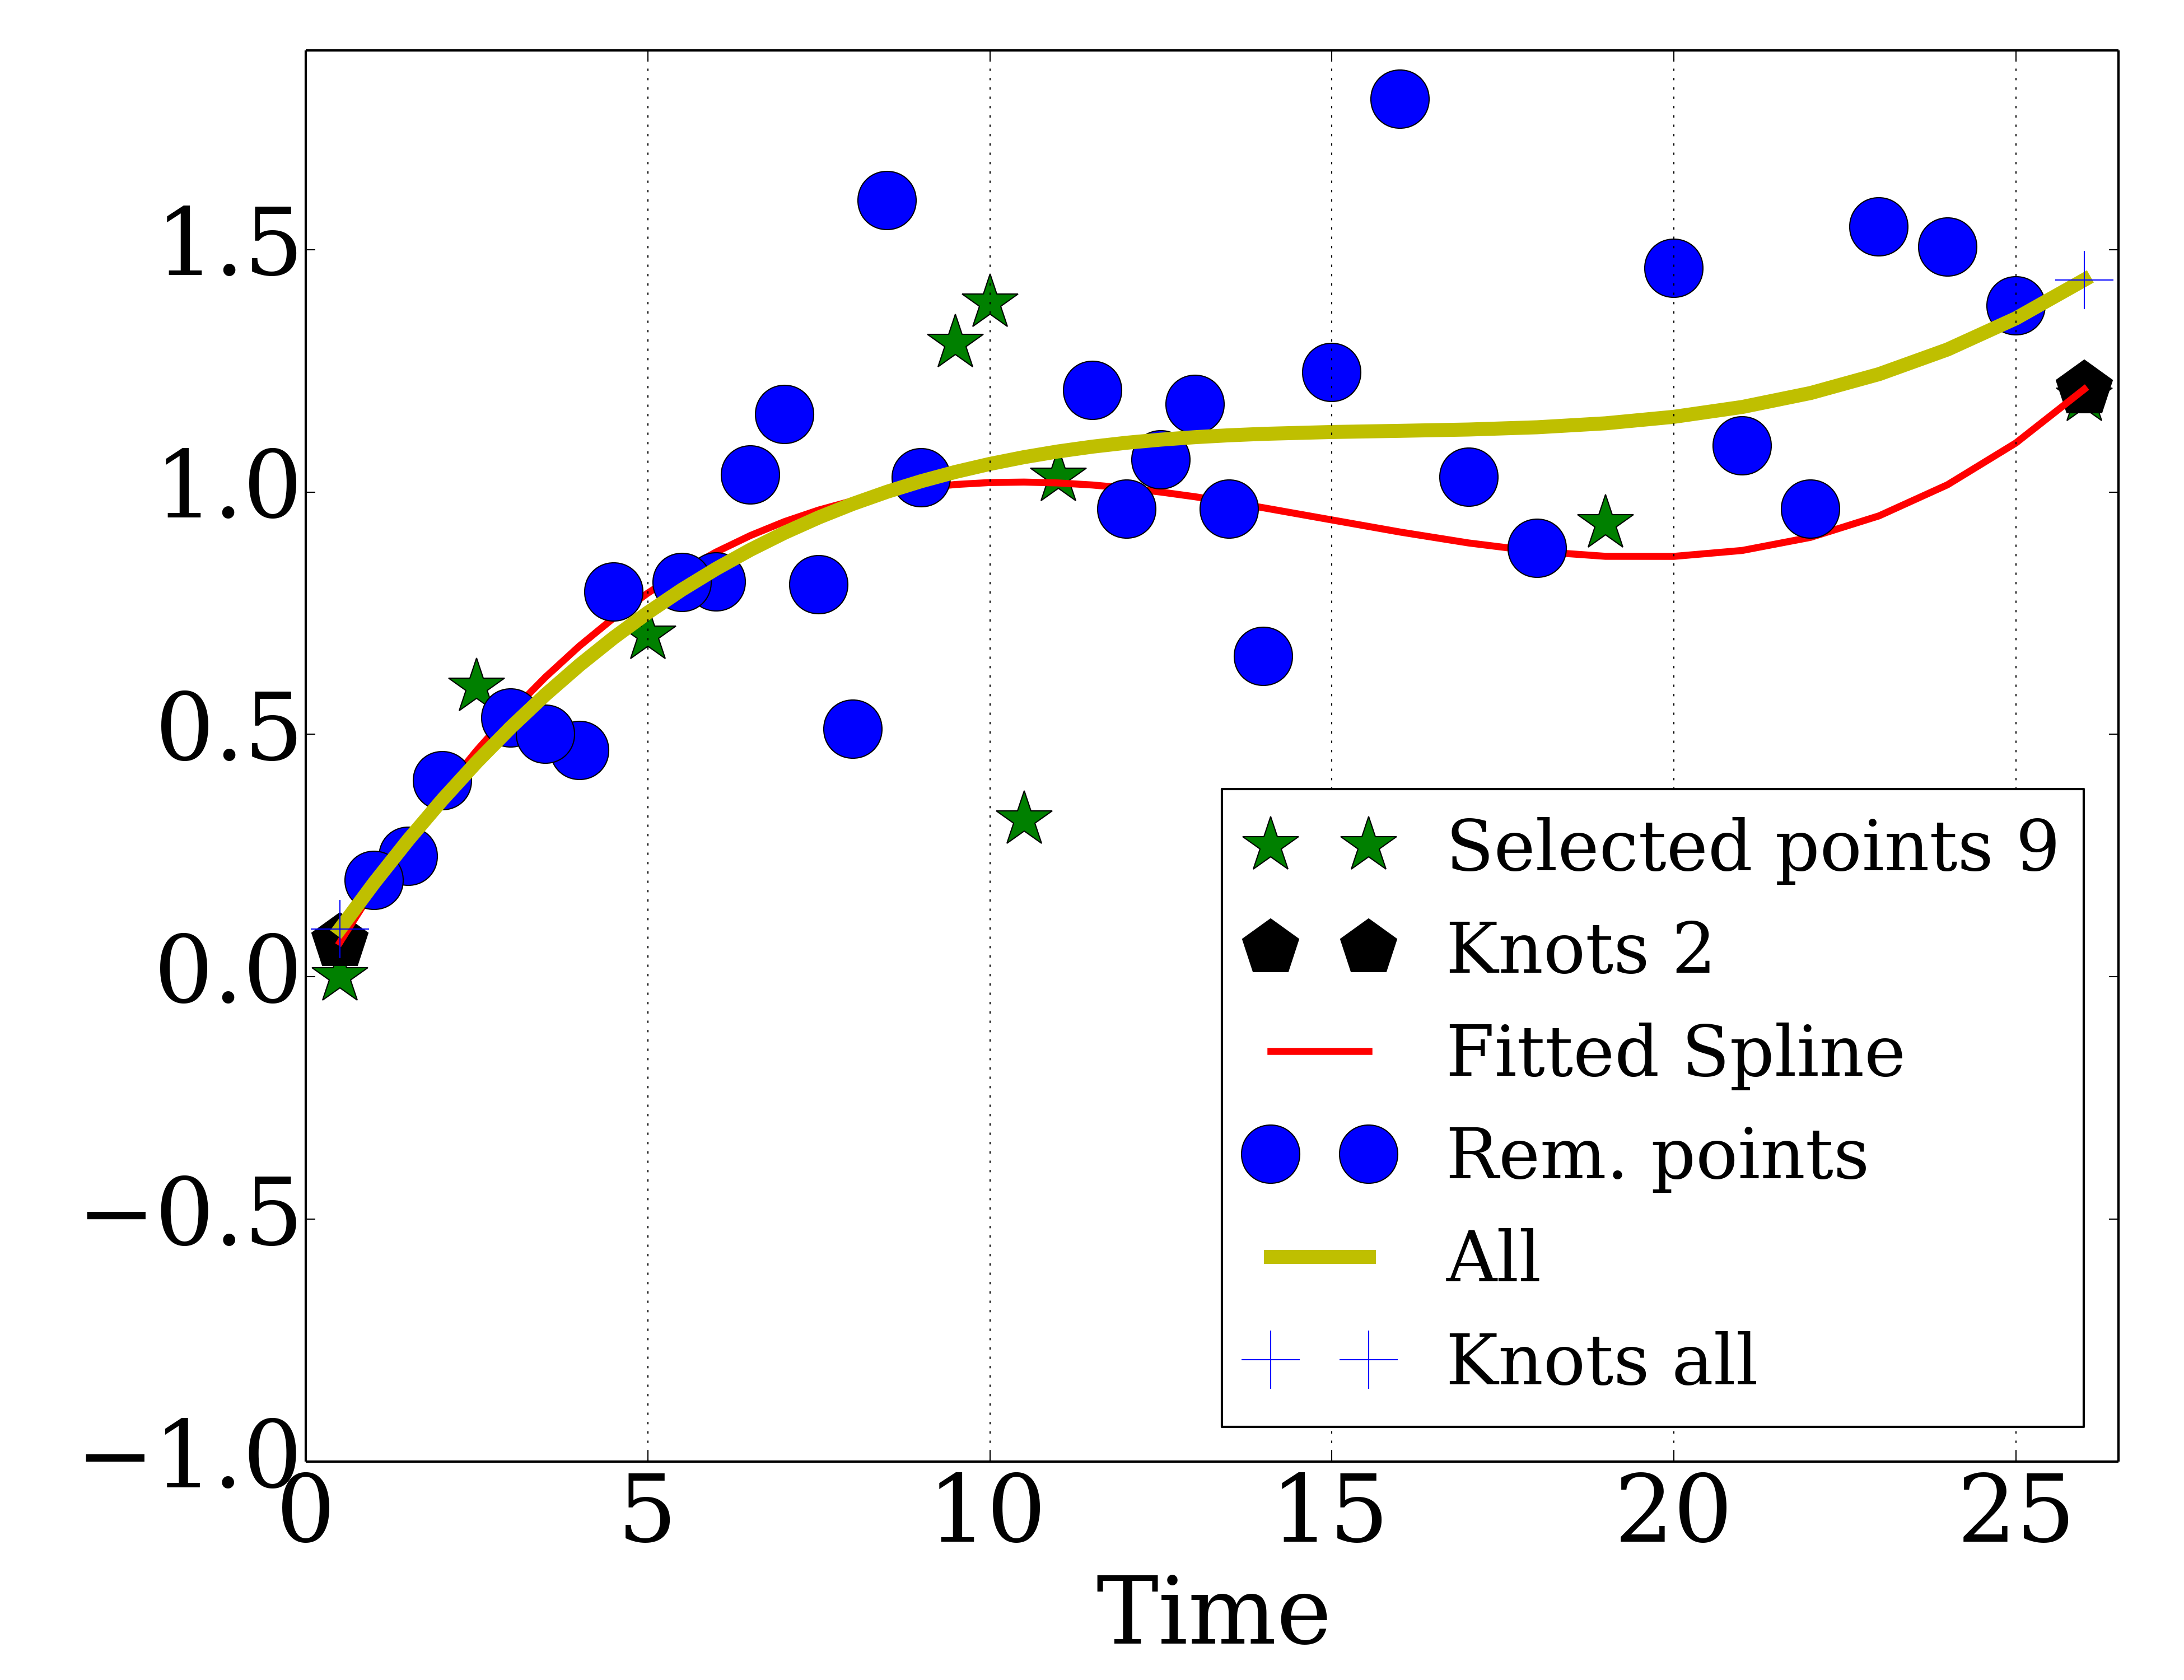 1.5
1.0
0.5
0.0
−0.5
−1.0
0 5 10 15 20 25
Time
Selected points 9
Knots 2
Fitted Spline
Rem. points
All
Knots all